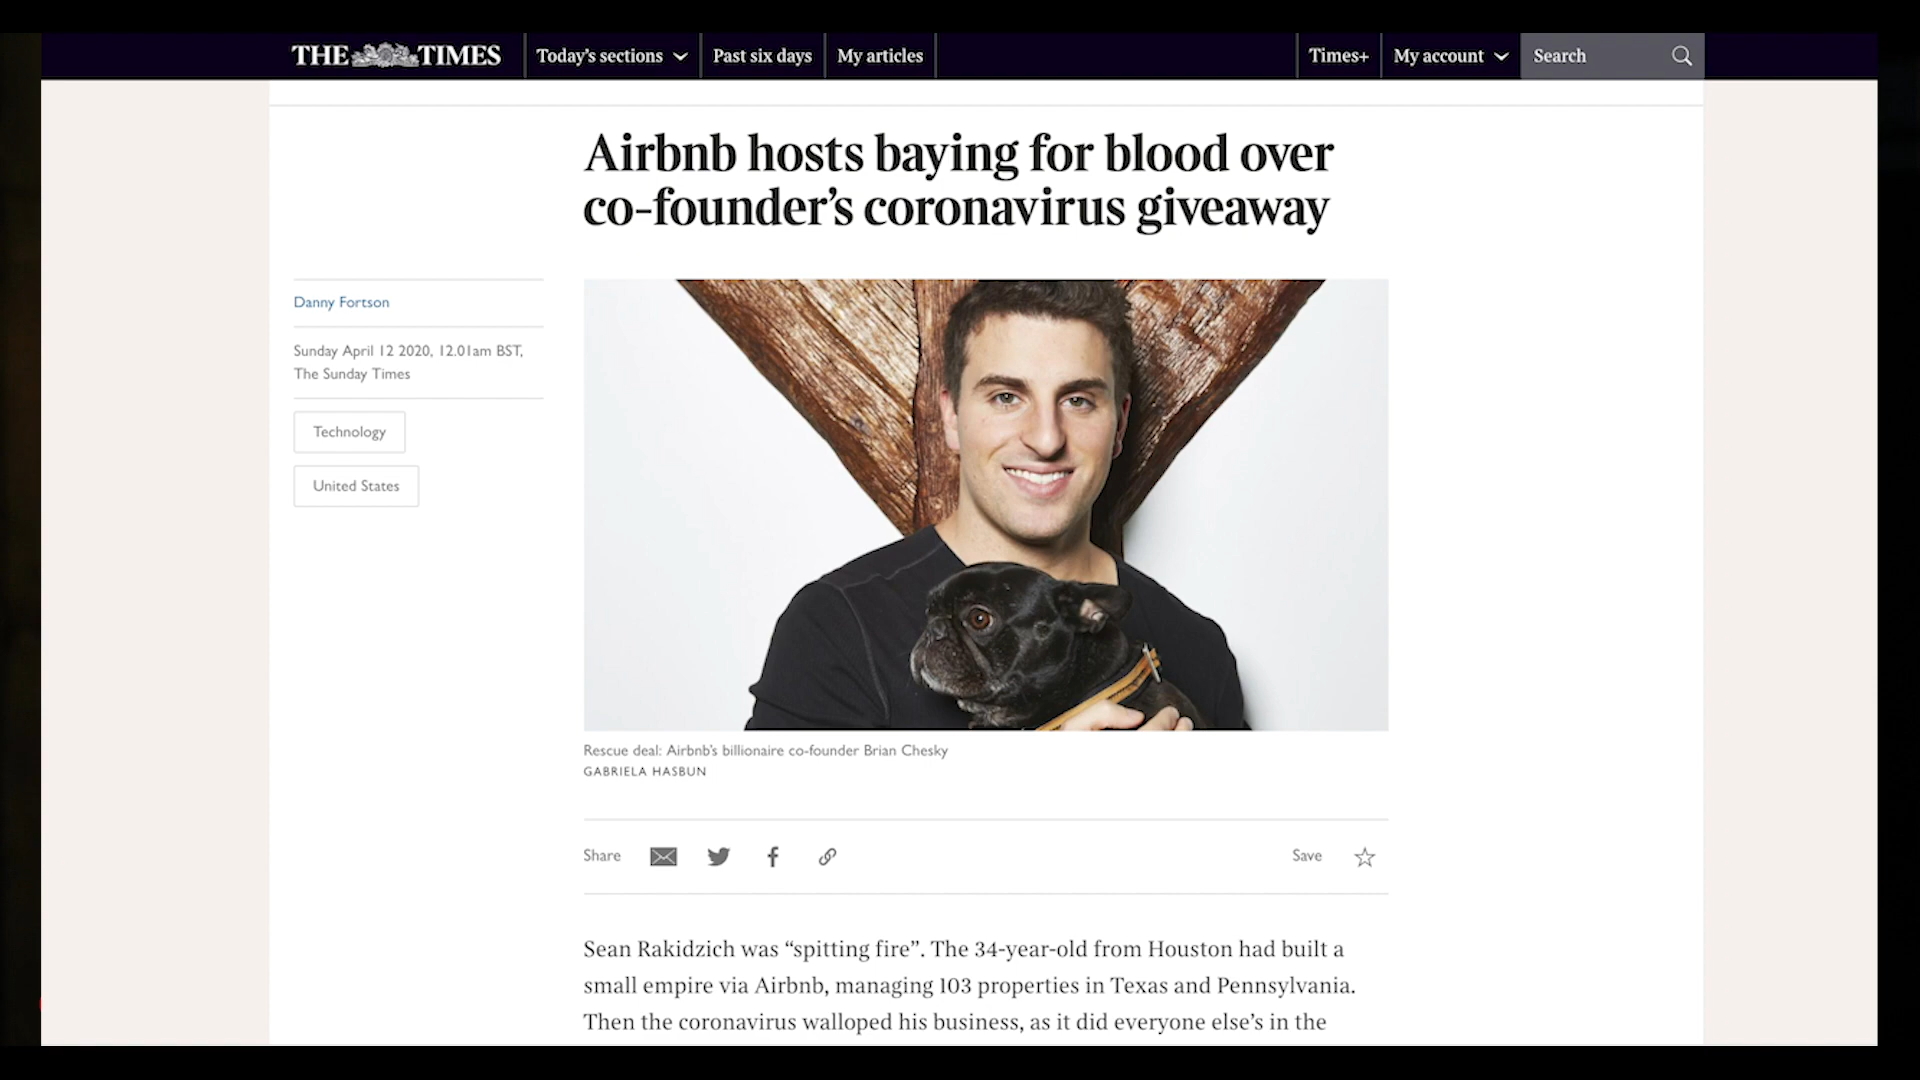 THE TIMES
Today's sections
Past six days
My articles
Times+
My account
Search
Airbnb hosts baying for blood over
co-founder’s coronavirus giveaway
Danny Fortson
Sunday April 12 2020, 12.01am BST,
The Sunday Times
Technology
United States
Rescue deal: Airbnb’s billionaire co-founder Brian Chesky
GABRIELA HASBUN
Share
Save
Sean Rakidzich was “spitting fire”. The 34-year-old from Houston had built a
small empire via Airbnb, managing 103 properties in Texas and Pennsylvania.
Then the coronavirus walloped his business, as it did everyone else’s in the